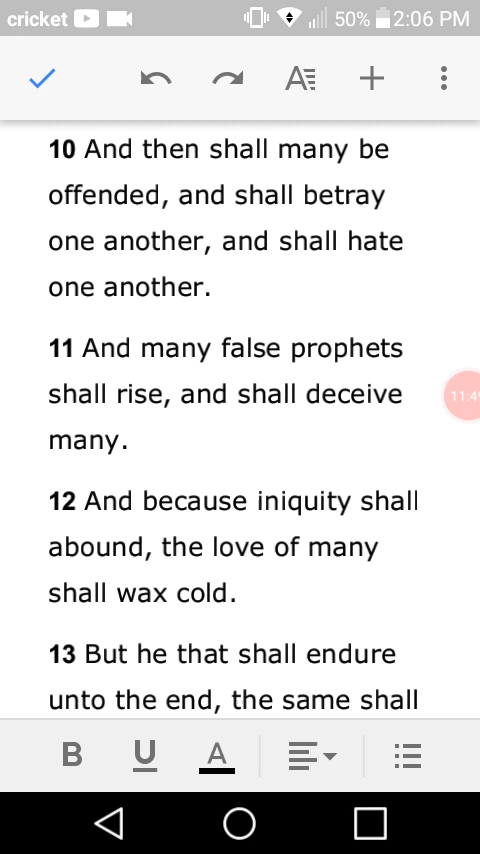 cricket 50% 2:06 PM
10 And then shall many be
offended, and shall betray
one another, and shall hate
one another.
11 And many false prophets
shall rise, and shall deceive
many.
11:4
12 And because iniquity shall
abound, the love of many
shall wax cold.
13 But he that shall endure
unto the end, the same shall
B U A